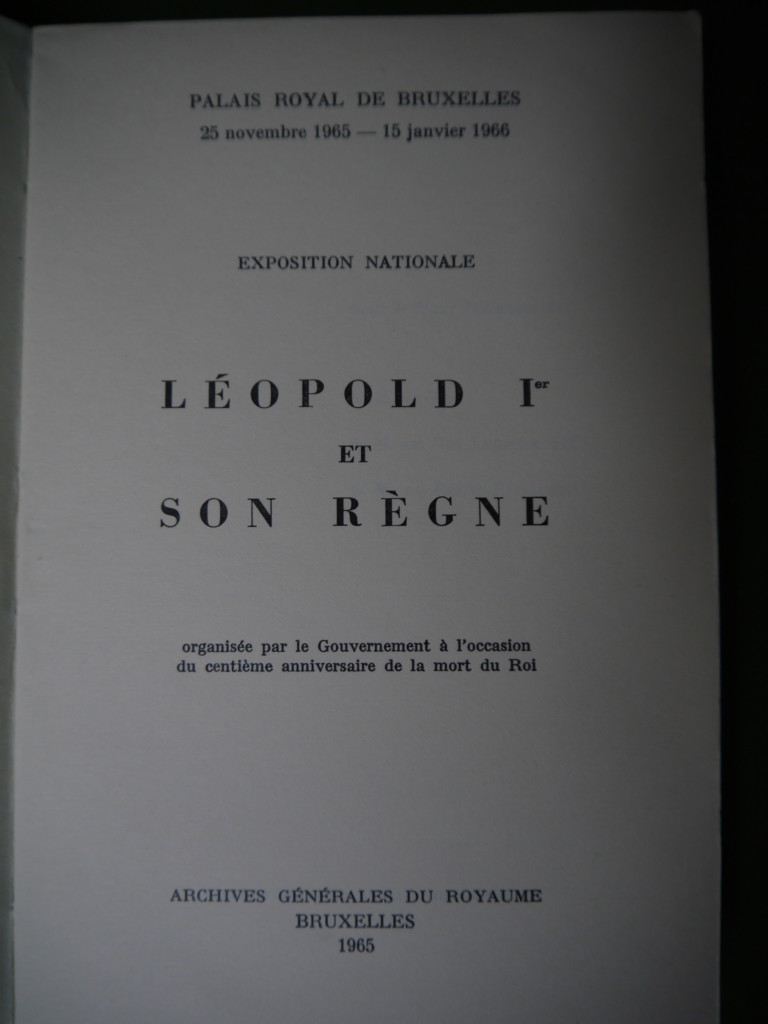 PALAIS ROYAL DE BRUXELLES
25 novembre 1965 — 15 janvier 1966
EXPOSITION NATIONALE
LÉOPOLD Ier
ET
SON RÈGNE
organisée par le Gouvernement à l'occasion
du centième anniversaire de la mort du Roi
ARCHIVES GÉNÉRALES DU ROYAUME
BRUXELLES
1965